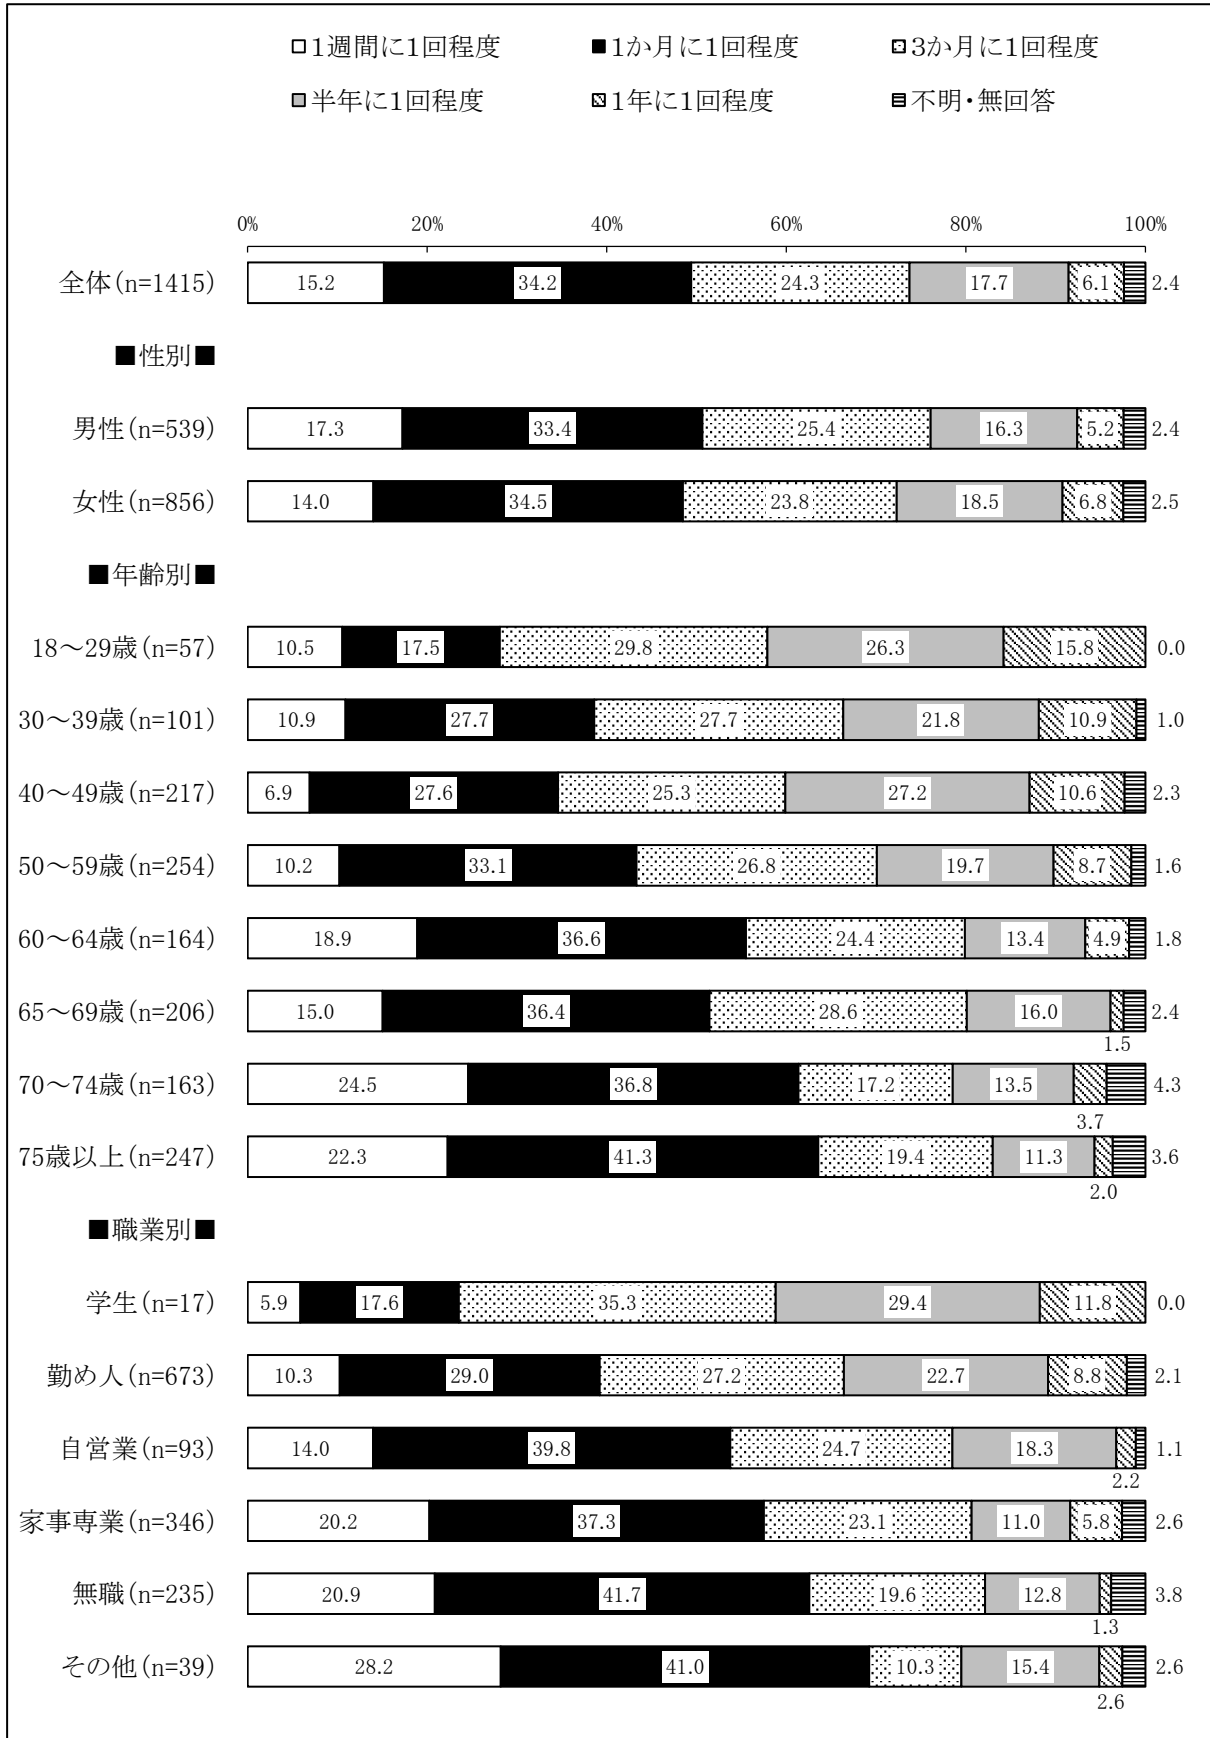 □1週間に1回程度 ■1か月に1回程度 3か月に1回程度
半年に1回程度 1年に1回程度 不明・無回答
0% 20% 40% 60% 80% 100%
全体(n=1415) 15.2 34.2 24.3 17.7 6.1 2.4
■性別■
男性(n=539) 17.3 33.4 25.4 16.3 5.2 2.4
女性(n=856) 14.0 34.5 23.8 18.5 6.8 2.5
■年齢別■
18～29歳(n=57) 10.5 17.5 29.8 26.3 15.8 0.0
30～39歳(n=101) 10.9 27.7 27.7 21.8 10.9 1.0
40～49歳(n=217) 6.9 27.6 25.3 27.2 10.6 2.3
50～59歳(n=254) 10.2 33.1 26.8 19.7 8.7 1.6
60～64歳(n=164) 18.9 36.6 24.4 13.4 4.9 1.8
65～69歳(n=206) 15.0 36.4 28.6 16.0 2.4
1.5
70～74歳(n=163) 24.5 36.8 17.2 13.5 4.3
3.7
75歳以上(n=247) 22.3 41.3 19.4 11.3 3.6
2.0
■職業別■
学生(n=17) 5.9 17.6 35.3 29.4 11.8 0.0
勤め人(n=673) 10.3 29.0 27.2 22.7 8.8 2.1
自営業(n=93) 14.0 39.8 24.7 18.3 1.1
2.2
家事専業(n=346) 20.2 37.3 23.1 11.0 5.8 2.6
無職(n=235) 20.9 41.7 19.6 12.8 3.8
1.3
その他(n=39) 28.2 41.0 10.3 15.4 2.6
2.6